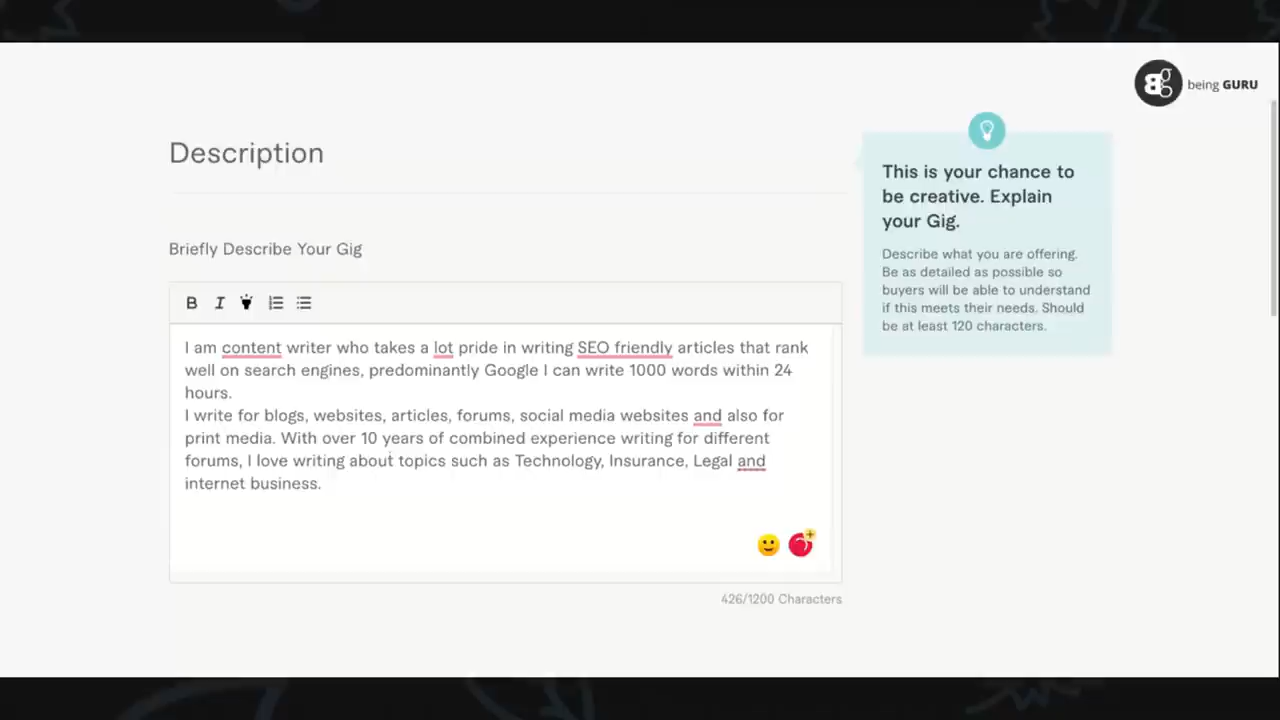 being GURU
Description
Briefly Describe Your Gig
B I
I am content writer who takes a lot pride in writing SEO friendly articles that rank
well on search engines, predominantly Google I can write 1000 words within 24
hours.
I write for blogs, websites, articles, forums, social media websites and also for
print media. With over 10 years of combined experience writing for different
forums, I love writing about topics such as Technology, Insurance, Legal and
internet business.
426/1200 Characters
This is your chance to
be creative. Explain
your Gig.
Describe what you are offering.
Be as detailed as possible so
buyers will be able to understand
if this meets their needs. Should
be at least 120 characters.